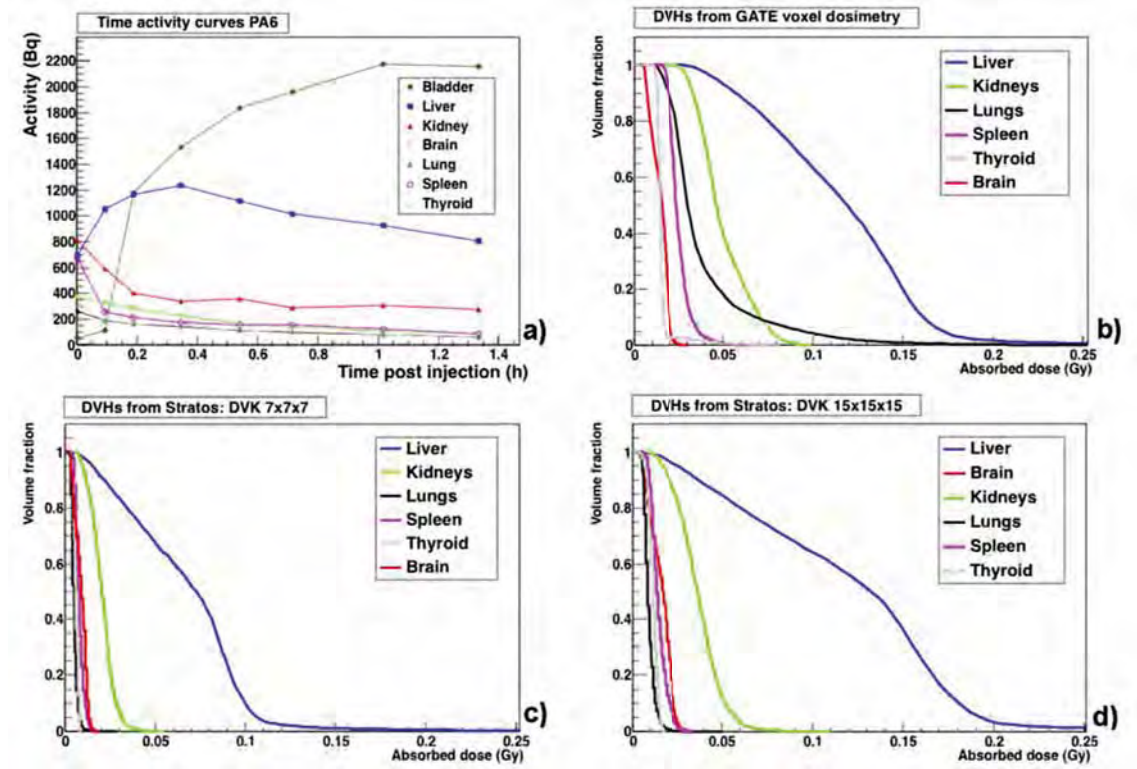 Time activity curves PA6
Activity (Bq)
2200
2000
1800
1600
1400
1200
1000
800
600
400
200
0
0 0.2 0.4 0.6 0.8 1 1.2 1.4
Time post injection (h)
Bladder
Liver
Kidney
Brain
Lung
Spleen
Thyroid
a)
DVHs from GATE voxel dosimetry
Volume fraction
1
0.8
0.6
0.4
0.2
0
0 0.05 0.1 0.15 0.2 0.25
Absorbed dose (Gy)
Liver
Kidneys
Lungs
Spleen
Thyroid
Brain
b)
DVHs from Stratos: DVK 7x7x7
Volume fraction
1
0.8
0.6
0.4
0.2
0
0 0.05 0.1 0.15 0.2 0.25
Absorbed dose (Gy)
Liver
Kidneys
Lungs
Spleen
Thyroid
Brain
c)
DVHs from Stratos: DVK 15x15x15
Volume fraction
1
0.8
0.6
0.4
0.2
0
0 0.05 0.1 0.15 0.2 0.25
Absorbed dose (Gy)
Liver
Brain
Kidneys
Lungs
Spleen
Thyroid
d)